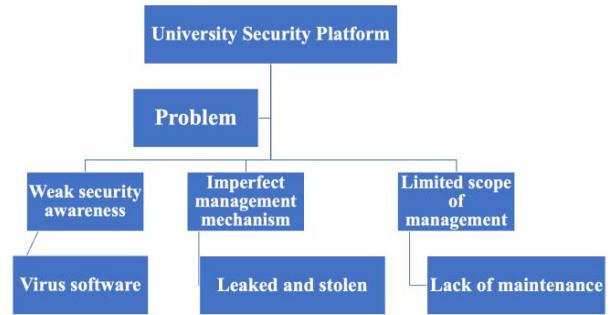 University Security Platform
Problem
Weak security
awareness
Imperfect
management
mechanism
Limited scope
of
management
Virus software
Leaked and stolen
Lack of maintenance